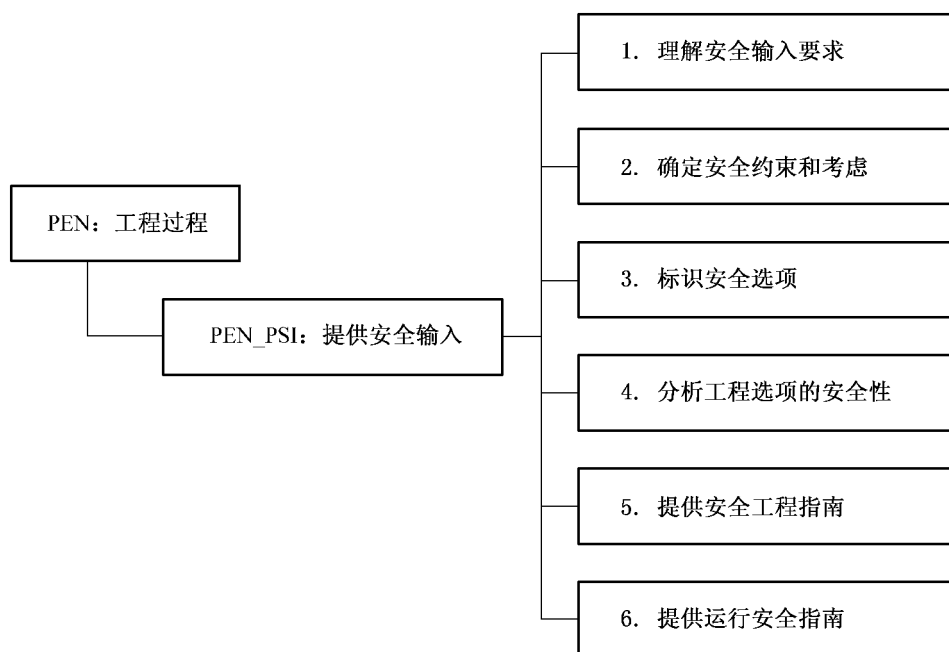 PEN：工程过程
PEN_PSI：提供安全输入
1. 理解安全输入要求
2. 确定安全约束和考虑
3. 标识安全选项
4. 分析工程选项的安全性
5. 提供安全工程指南
6. 提供运行安全指南